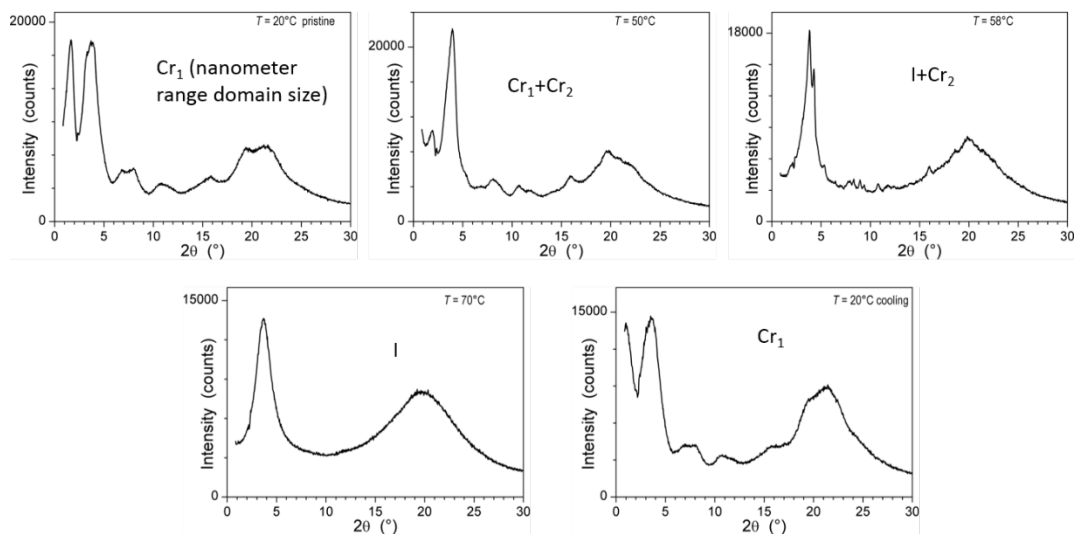 T = 20°C pristine
20000
Cr₁ (nanometer
range domain size)
Intensity (counts)
0
0 5 10 15 20 25 30
2θ (°)
T = 50°C
20000
Cr₁+Cr₂
Intensity (counts)
0
0 5 10 15 20 25 30
2θ (°)
T = 58°C
18000
I+Cr₂
Intensity (counts)
0
0 5 10 15 20 25 30
2θ (°)
T = 70°C
15000
I
Intensity (counts)
0
0 5 10 15 20 25 30
2θ (°)
T = 20°C cooling
15000
Cr₁
Intensity (counts)
0
0 5 10 15 20 25 30
2θ (°)